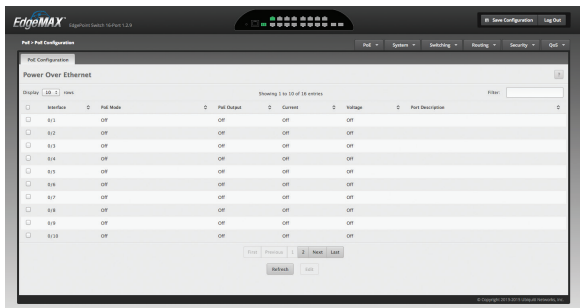 EdgeMAX EdgePoint Switch 16-Port 1.2.0
Save Configuration Log Out
PoE > PoE Configuration
PoE System Switching Routing Security QoS
PoE Configuration
Power Over Ethernet
?
Display 10 rows Showing 1 to 10 of 16 entries Filter:
Interface PoE Mode PoE Output Current Voltage Port Description
0/1 Off Off Off Off
0/2 Off Off Off Off
0/3 Off Off Off Off
0/4 Off Off Off Off
0/5 Off Off Off Off
0/6 Off Off Off Off
0/7 Off Off Off Off
0/8 Off Off Off Off
0/9 Off Off Off Off
0/10 Off Off Off Off
First Previous 1 2 Next Last
Refresh Edit
© Copyright 2010-2015 Ubiquiti Networks, Inc.